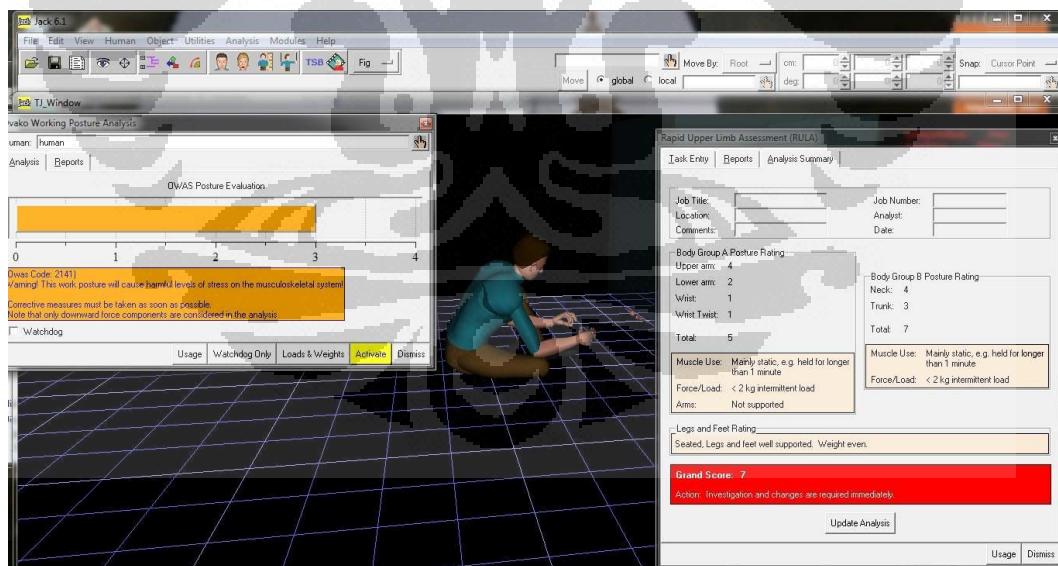 Jack 6.1
File Edit View Human Object Utilities Analysis Modules Help
TSB Fig
Move By: Root cm: Snap: Cursor Point
Move global local deg:
TJ_Window
vako Working Posture Analysis
uman: human
Analysis Reports
OWAS Posture Evaluation
0 1 2 3 4
Owas Code: 2141)
Warning! This work posture will cause harmful levels of stress on the musculoskeletal system!
Corrective measures must be taken as soon as possible.
Note that only downward force components are considered in the analysis
Watchdog
Usage Watchdog Only Loads & Weights Activate Dismiss
Rapid Upper Limb Assessment (RULA)
Task Entry Reports Analysis Summary
Job Title: Job Number:
Location: Analyst:
Comments: Date:
Body Group A Posture Rating
Upper arm: 4
Lower arm: 2
Wrist: 1
Wrist Twist: 1
Total: 5
Muscle Use: Mainly static, e.g. held for longer
than 1 minute
Force/Load: < 2 kg intermittent load
Arms: Not supported
Body Group B Posture Rating
Neck: 4
Trunk: 3
Total: 7
Muscle Use: Mainly static, e.g. held for longer
than 1 minute
Force/Load: < 2 kg intermittent load
Legs and Feet Rating
Seated, Legs and feet well supported. Weight even.
Grand Score: 7
Action: Investigation and changes are required immediately.
Update Analysis
Usage Dismiss